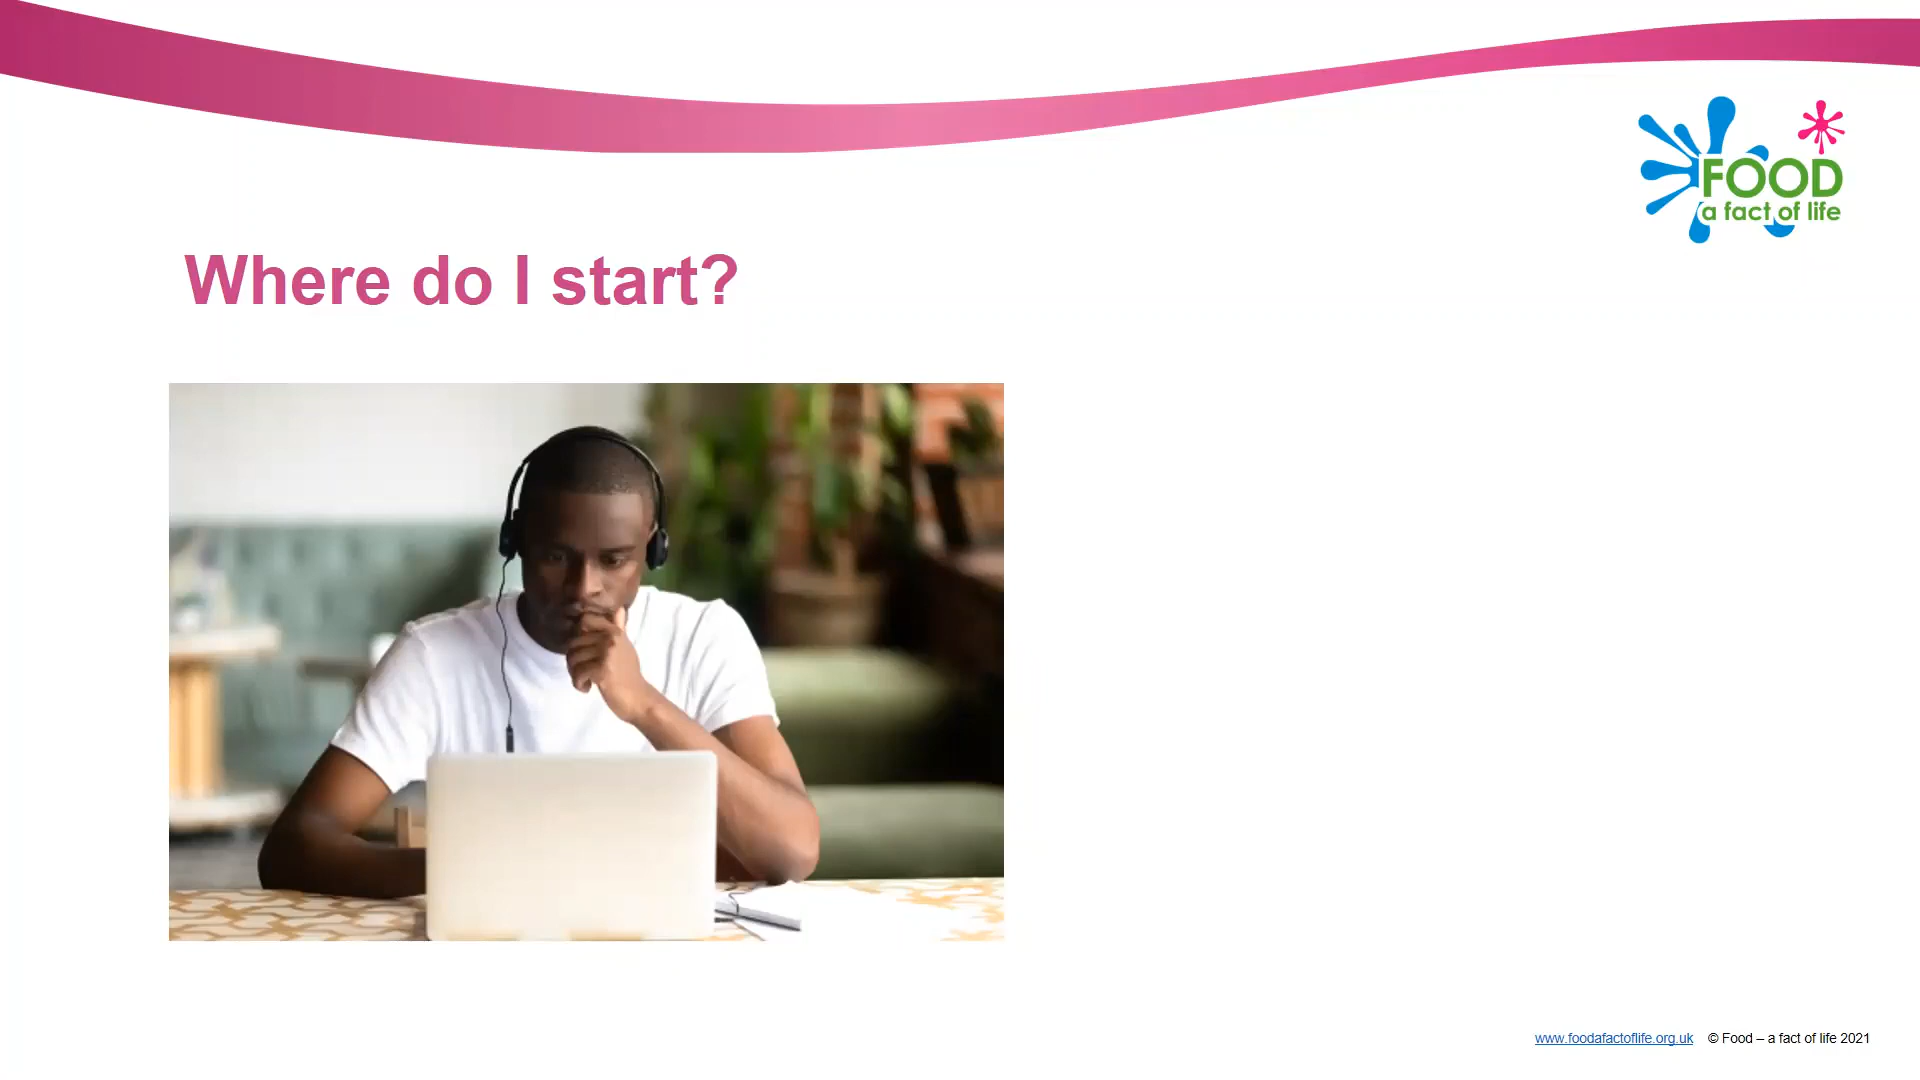 FOOD
a fact of life
Where do I start?
www.foodafactoflife.org.uk © Food – a fact of life 2021